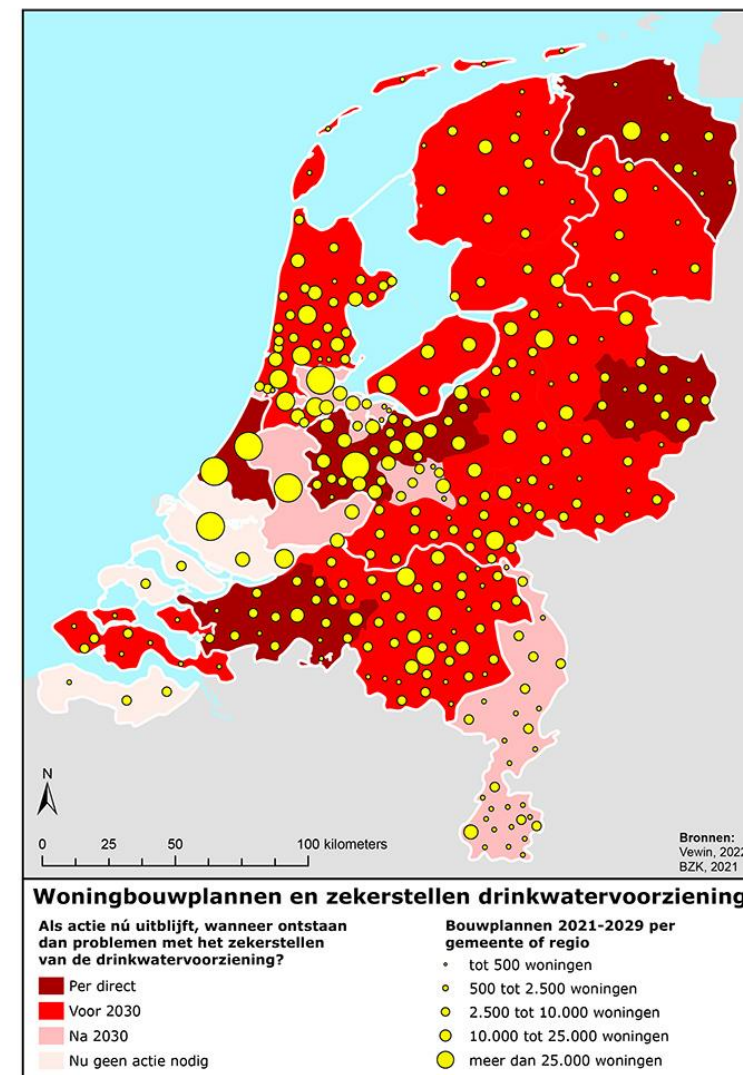 N
0 25 50 100 kilometers
Bronnen:
Vewin, 2022
BZK, 2021
Woningbouwplannen en zekerstellen drinkwatervoorziening
Als actie nú uitblijft, wanneer ontstaan
dan problemen met het zekerstellen
van de drinkwatervoorziening?
Per direct
Voor 2030
Na 2030
Nu geen actie nodig
Bouwplannen 2021-2029 per
gemeente of regio
tot 500 woningen
500 tot 2.500 woningen
2.500 tot 10.000 woningen
10.000 tot 25.000 woningen
meer dan 25.000 woningen